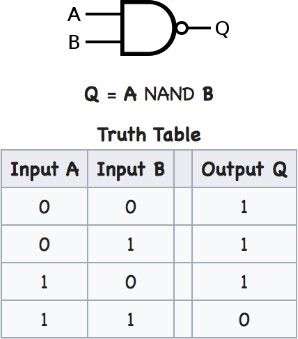 A
B
Q
Q = A NAND B
Truth Table
Input A Input B Output Q
0 0 1
0 1 1
1 0 1
1 1 0